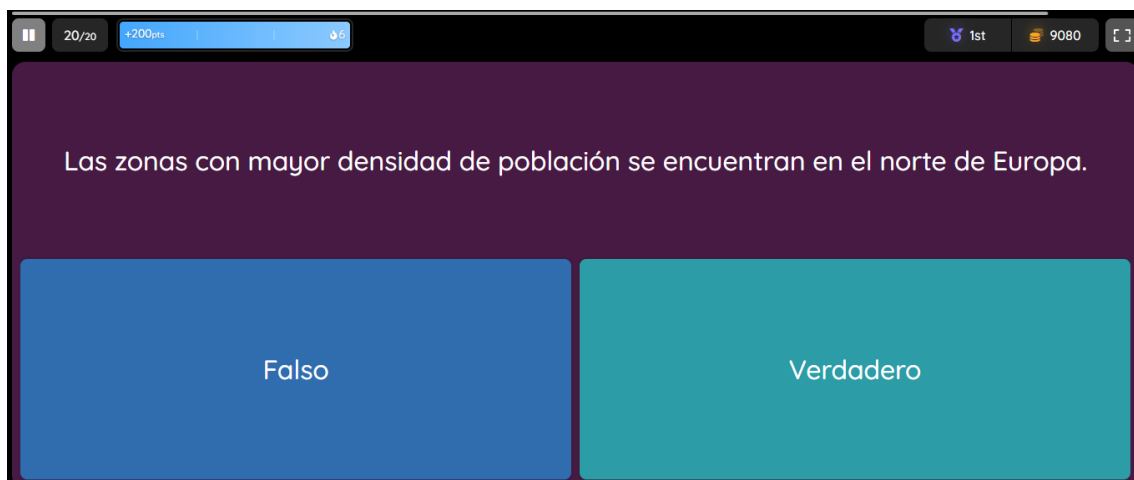 20/20 +200pts 6 1st 9080
Las zonas con mayor densidad de población se encuentran en el norte de Europa.
Falso Verdadero